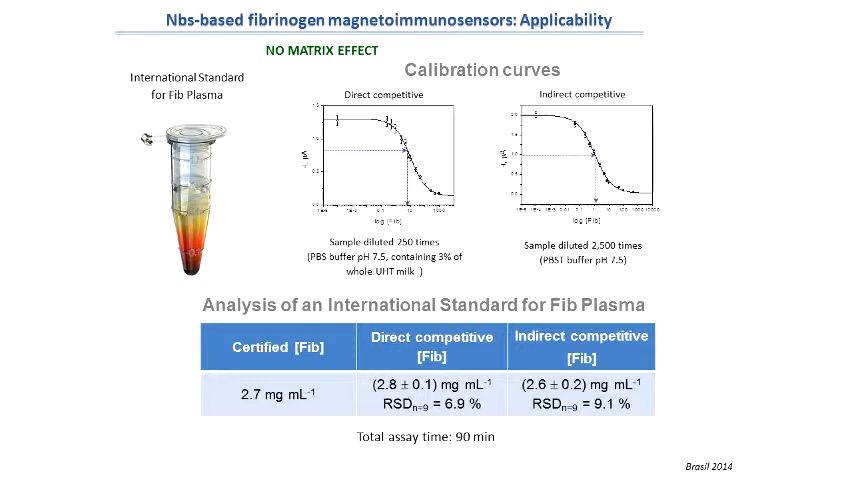 Nbs-based fibrinogen magnetoimmunosensors: Applicability
NO MATRIX EFFECT
International Standard
for Fib Plasma
Calibration curves
Direct competitive
log [Fib]
Sample diluted 250 times
(PBS buffer pH 7.5, containing 3% of
whole UHT milk )
Indirect competitive
log [Fib]
Sample diluted 2,500 times
(PBST buffer pH 7.5)
Analysis of an International Standard for Fib Plasma
Certified [Fib]
Direct competitive
[Fib]
Indirect competitive
[Fib]
2.7 mg mL-1
(2.8 ± 0.1) mg mL-1
RSDn=9 = 6.9 %
(2.6 ± 0.2) mg mL-1
RSDn=9 = 9.1 %
Total assay time: 90 min
Brasil 2014